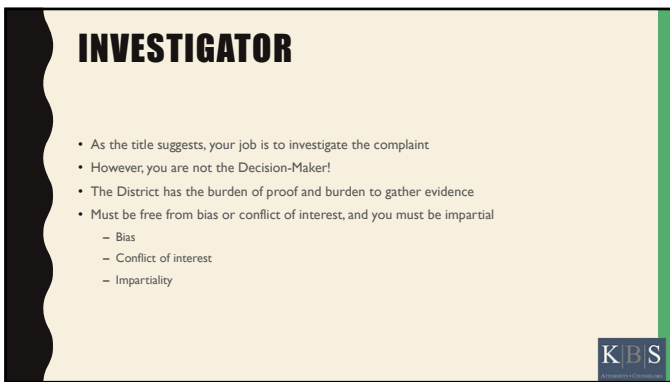 INVESTIGATOR
• As the title suggests, your job is to investigate the complaint
• However, you are not the Decision-Maker!
• The District has the burden of proof and burden to gather evidence
• Must be free from bias or conflict of interest, and you must be impartial
– Bias
– Conflict of interest
– Impartiality
K|B|S
ATTORNEYS • COUNSELORS